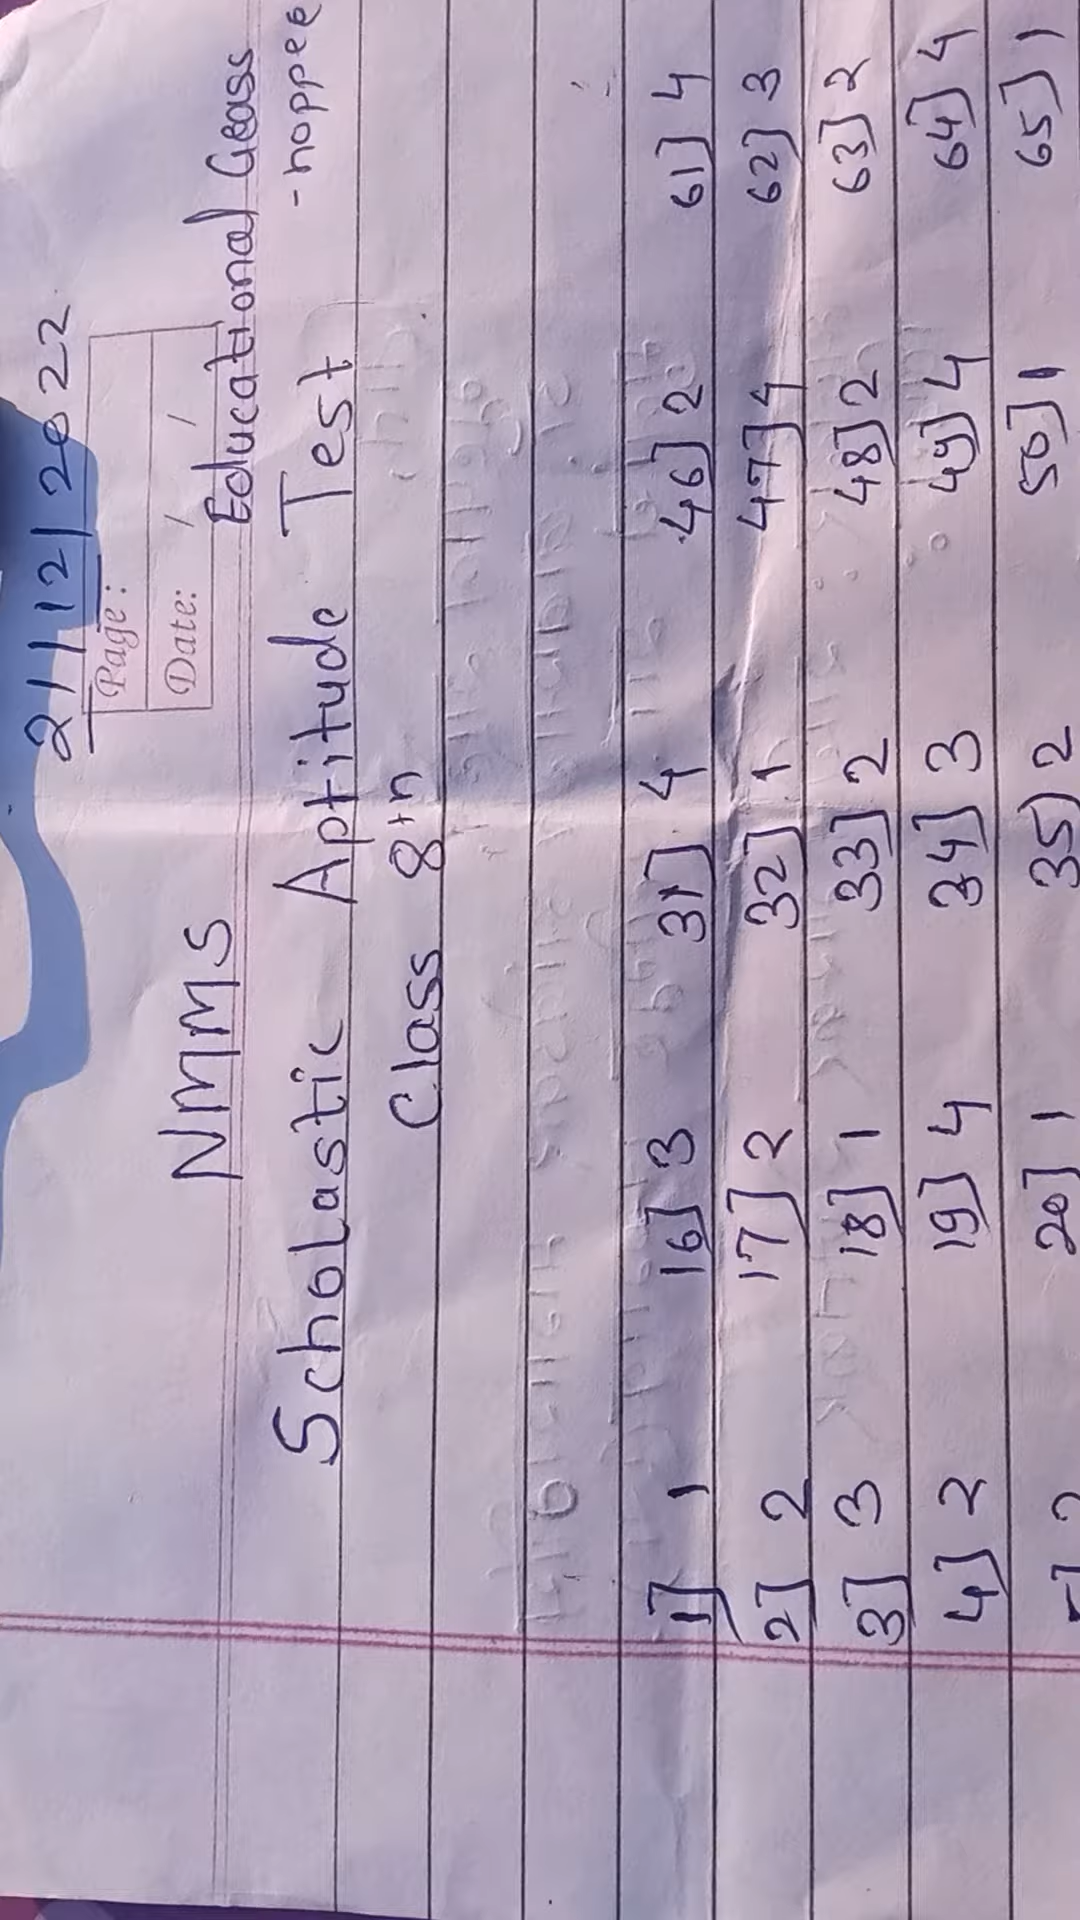 21/12/2022
Page:
Date: / /
NMMS
Educational
Scholastic Aptitude Test
Class 8th
1] 1 16] 3 31] 4 46] 2 61] 4
2] 2 17] 2 32] 1 47] 4 62] 3
3] 3 18] 1 33] 2 48] 2 63] 2
4] 2 19] 4 34] 3 49] 4 64] 4
20] 1 35] 2 50] 1 65] 1